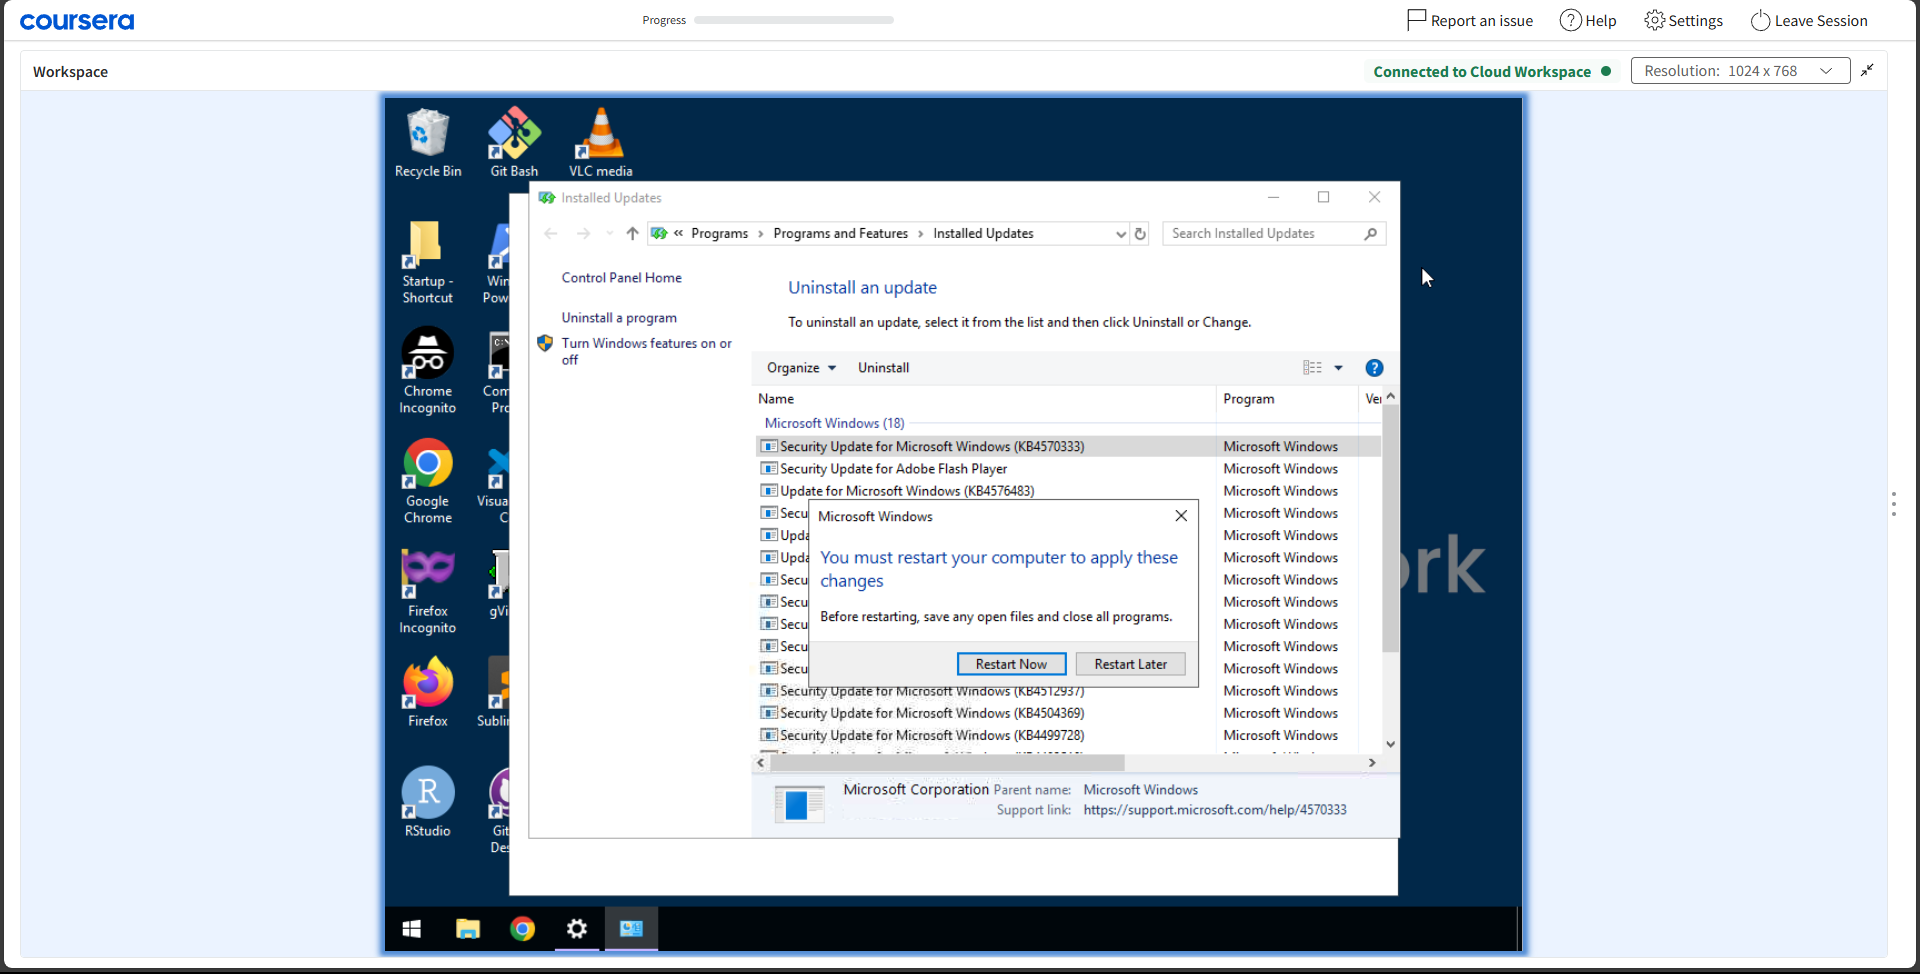 coursera
Progress
Report an issue
Help
Settings
Leave Session
Workspace
Connected to Cloud Workspace
Resolution: 1024 x 768
Recycle Bin
Git Bash
VLC media
Startup -
Shortcut
Win
Pow
Chrome
Incognito
Com
Pro
Google
Chrome
Visua
C
Firefox
Incognito
gVi
Firefox
Sublin
RStudio
Git
Des
ork
Installed Updates
« Programs > Programs and Features > Installed Updates
Search Installed Updates
Control Panel Home
Uninstall a program
Turn Windows features on or
off
Uninstall an update
To uninstall an update, select it from the list and then click Uninstall or Change.
Organize
Uninstall
Name Program Ver
Microsoft Windows (18)
Security Update for Microsoft Windows (KB4570333) Microsoft Windows
Security Update for Adobe Flash Player Microsoft Windows
Update for Microsoft Windows (KB4576483) Microsoft Windows
Secu Microsoft Windows
Upda Microsoft Windows
Upda Microsoft Windows
Secu Microsoft Windows
Secu Microsoft Windows
Secu Microsoft Windows
Secu Microsoft Windows
Secu Microsoft Windows
Security Update for Microsoft Windows (KB4512937) Microsoft Windows
Security Update for Microsoft Windows (KB4504369) Microsoft Windows
Security Update for Microsoft Windows (KB4499728) Microsoft Windows
Microsoft Windows
You must restart your computer to apply these
changes
Before restarting, save any open files and close all programs.
Restart Now
Restart Later
Microsoft Corporation Parent name: Microsoft Windows
Support link: https://support.microsoft.com/help/4570333